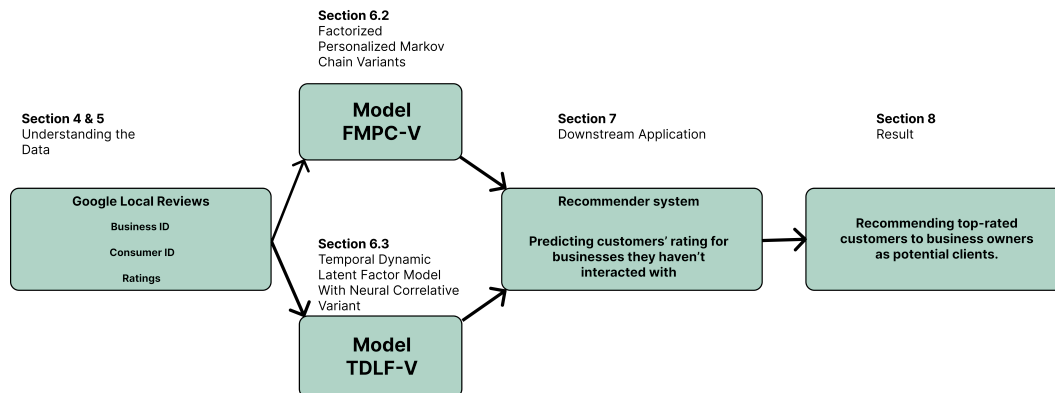 Section 6.2
Factorized
Personalized Markov
Chain Variants
Model
FMPC-V
Section 4 & 5
Understanding the
Data
Google Local Reviews
Business ID
Consumer ID
Ratings
Section 6.3
Temporal Dynamic
Latent Factor Model
With Neural Correlative
Variant
Model
TDLF-V
Section 7
Downstream Application
Recommender system
Predicting customers’ rating for
businesses they haven’t
interacted with
Section 8
Result
Recommending top-rated
customers to business owners
as potential clients.